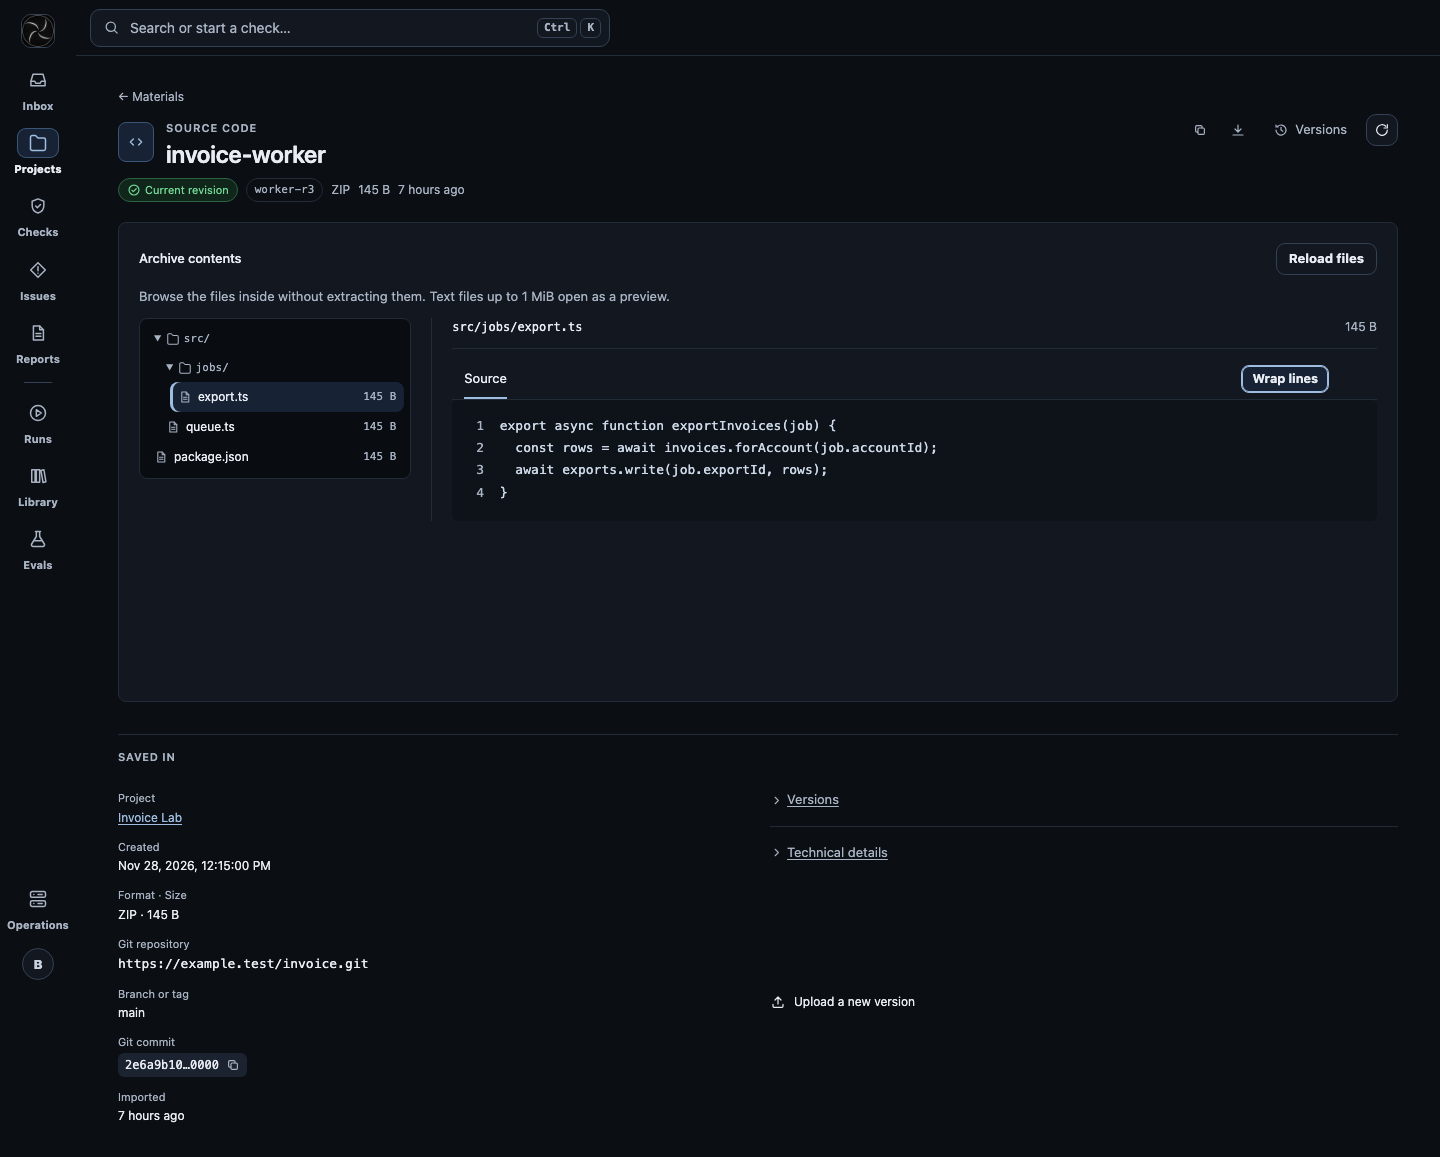 Search or start a check...
Ctrl K
Inbox
Projects
Checks
Issues
Reports
Runs
Library
Evals
Operations
B
← Materials
SOURCE CODE
invoice-worker
Versions
Current revision
worker-r3
ZIP 145 B 7 hours ago
Archive contents
Reload files
Browse the files inside without extracting them. Text files up to 1 MiB open as a preview.
src/
jobs/
export.ts 145 B
queue.ts 145 B
package.json 145 B
src/jobs/export.ts 145 B
Source
Wrap lines
1 export async function exportInvoices(job) {
2   const rows = await invoices.forAccount(job.accountId);
3   await exports.write(job.exportId, rows);
4 }
SAVED IN
Project
Invoice Lab
Created
Nov 28, 2026, 12:15:00 PM
Format · Size
ZIP · 145 B
Git repository
https://example.test/invoice.git
Branch or tag
main
Git commit
2e6a9b10…0000
Imported
7 hours ago
Versions
Technical details
Upload a new version